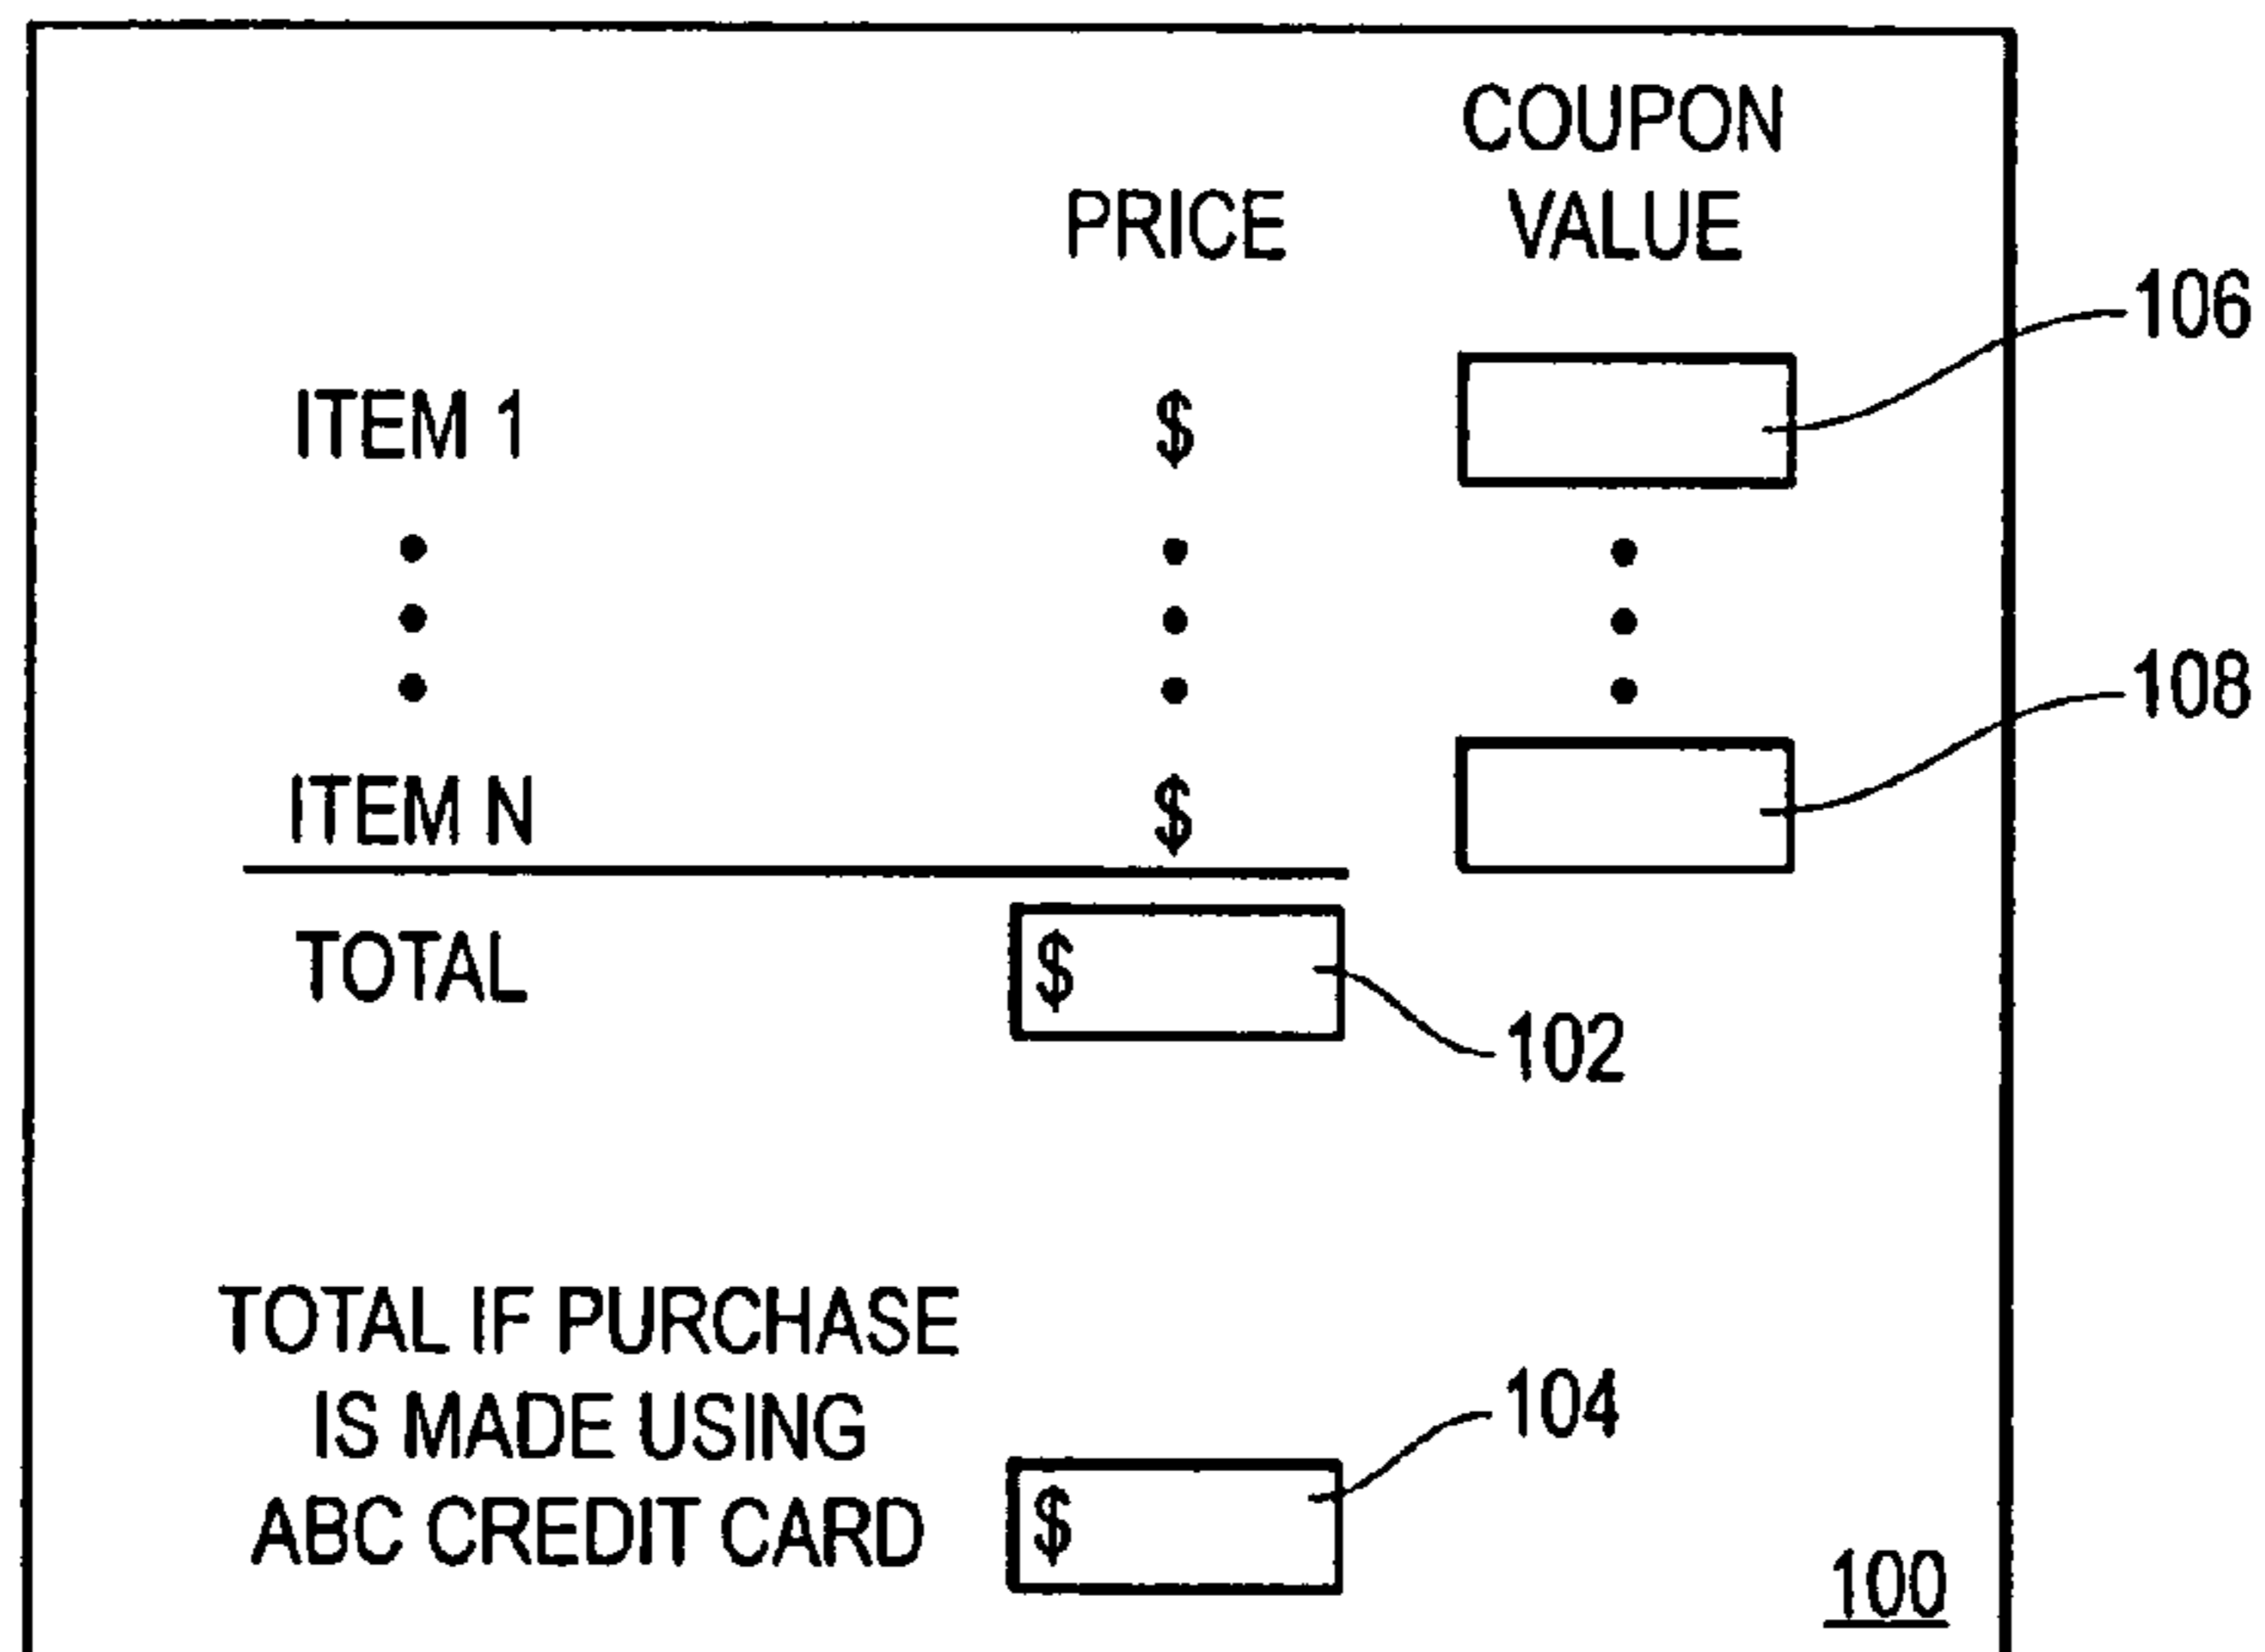 COUPON
PRICE VALUE
106
ITEM 1 $
108
ITEM N $
TOTAL $
102
TOTAL IF PURCHASE
IS MADE USING
104
ABC CREDIT CARD $
100